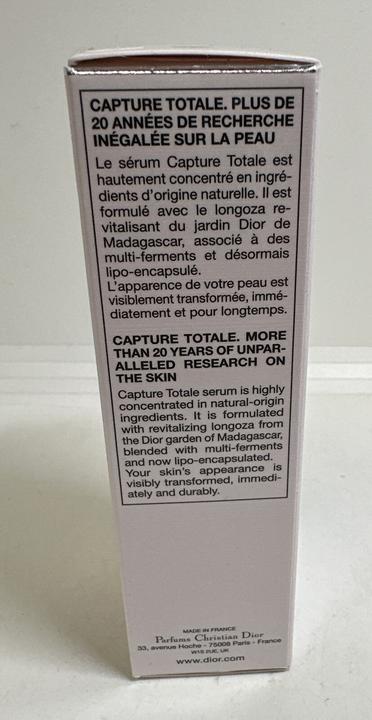 CAPTURE TOTALE. PLUS DE
20 ANNÉES DE RECHERCHE
INÉGALÉE SUR LA PEAU
Le sérum Capture Totale est
hautement concentré en ingré-
dients d'origine naturelle. Il est
formulé avec le longoza re-
vitalisant du jardin Dior de
Madagascar, associé à des
multi-ferments et désormais
lipo-encapsulé.
L'apparence de votre peau est
visiblement transformée, immé-
diatement et pour longtemps.
CAPTURE TOTALE. MORE
THAN 20 YEARS OF UNPAR-
ALLELED RESEARCH ON
THE SKIN
Capture Totale serum is highly
concentrated in natural-origin
ingredients. It is formulated
with revitalizing longoza from
the Dior garden of Madagascar,
blended with multi-ferments
and now lipo-encapsulated.
Your skin's appearance is
visibly transformed, immedi-
ately and durably.
MADE IN FRANCE
Parfums Christian Dior
33, avenue Hoche - 75008 Paris - France
W1S 2UE, UK
www.dior.com